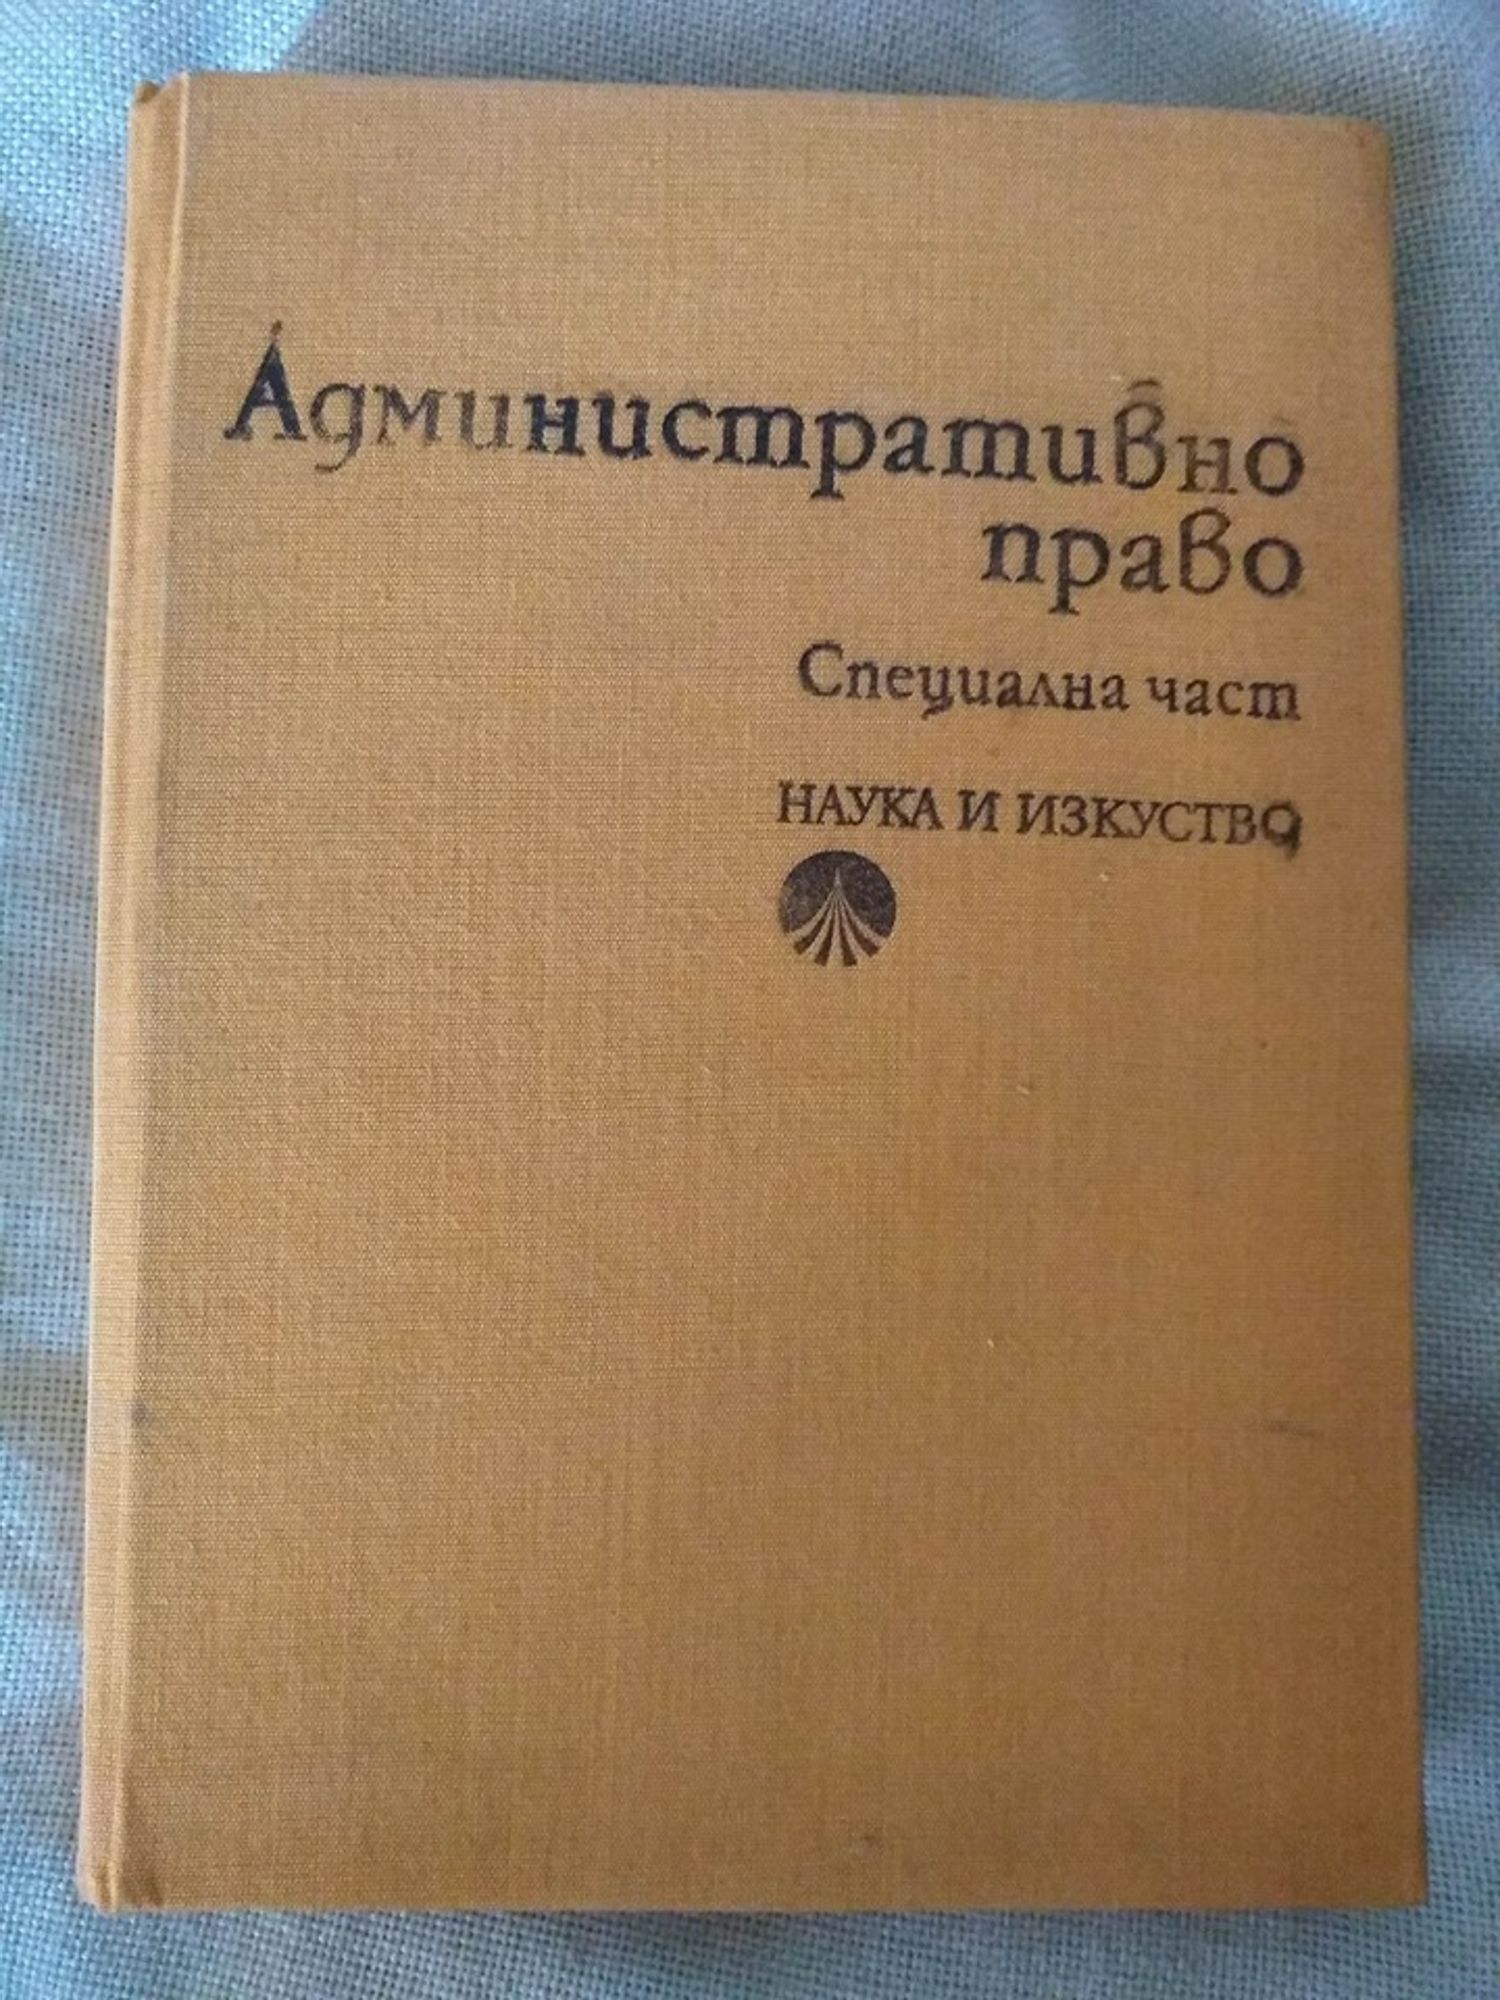 Административно
право
Специална част
НАУКА И ИЗКУСТВО